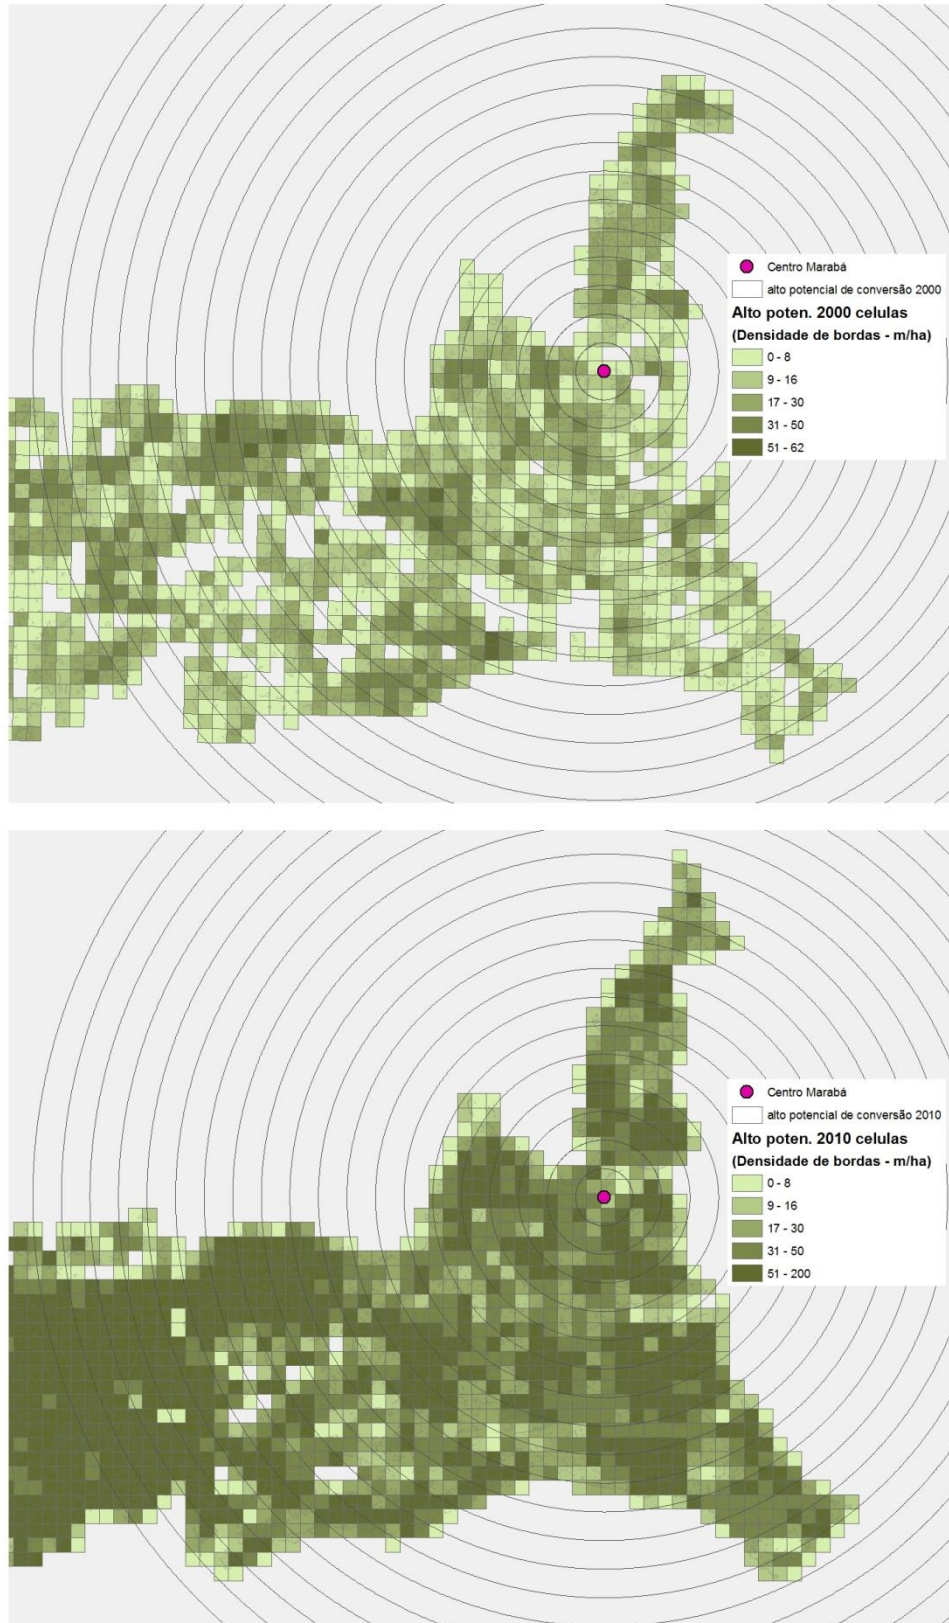 Centro Marabá
alto potencial de conversão 2000
Alto poten. 2000 celulas
(Densidade de bordas - m/ha)
0 - 8
9 - 16
17 - 30
31 - 50
51 - 62
Centro Marabá
alto potencial de conversão 2010
Alto poten. 2010 celulas
(Densidade de bordas - m/ha)
0 - 8
9 - 16
17 - 30
31 - 50
51 - 200